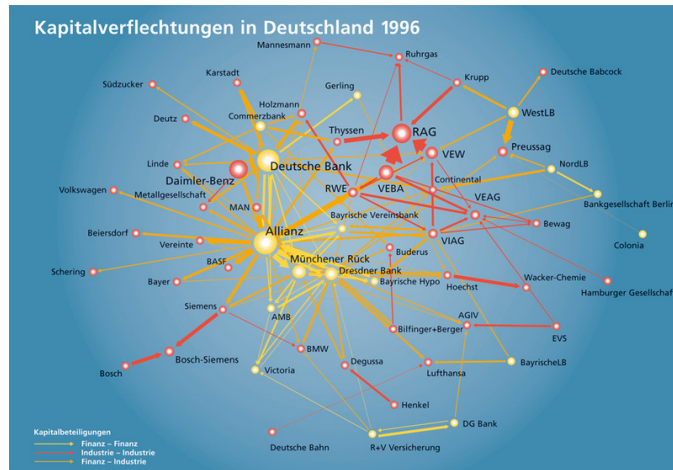 Kapitalverflechtungen in Deutschland 1996
Mannesmann
Ruhrgas
Südzucker
Karstadt
Gerling
Krupp
Deutsche Babcock
Deutz
Holzmann
Commerzbank
WestLB
Thyssen
RAG
Linde
Deutsche Bank
VEW
Preussag
Daimler-Benz
Continental
NordLB
Volkswagen
Metallgesellschaft
RWE
VEBA
VEAG
Bankgesellschaft Berlin
MAN
Bayrische Vereinsbank
Bewag
Beiersdorf
Allianz
VIAG
Colonia
Vereinte
Buderus
BASF
Münchener Rück
Schering
Dresdner Bank
Bayer
Bayrische Hypo
Hoechst
Wacker-Chemie
Hamburger Gesellschaft
Siemens
AMB
AGIV
Bilfinger+Berger
EVS
BMW
Bosch-Siemens
Degussa
Bosch
Victoria
Lufthansa
BayrischeLB
Henkel
DG Bank
Kapitalbeteiligungen
Finanz – Finanz
Industrie – Industrie
Finanz – Industrie
Deutsche Bahn
R+V Versicherung